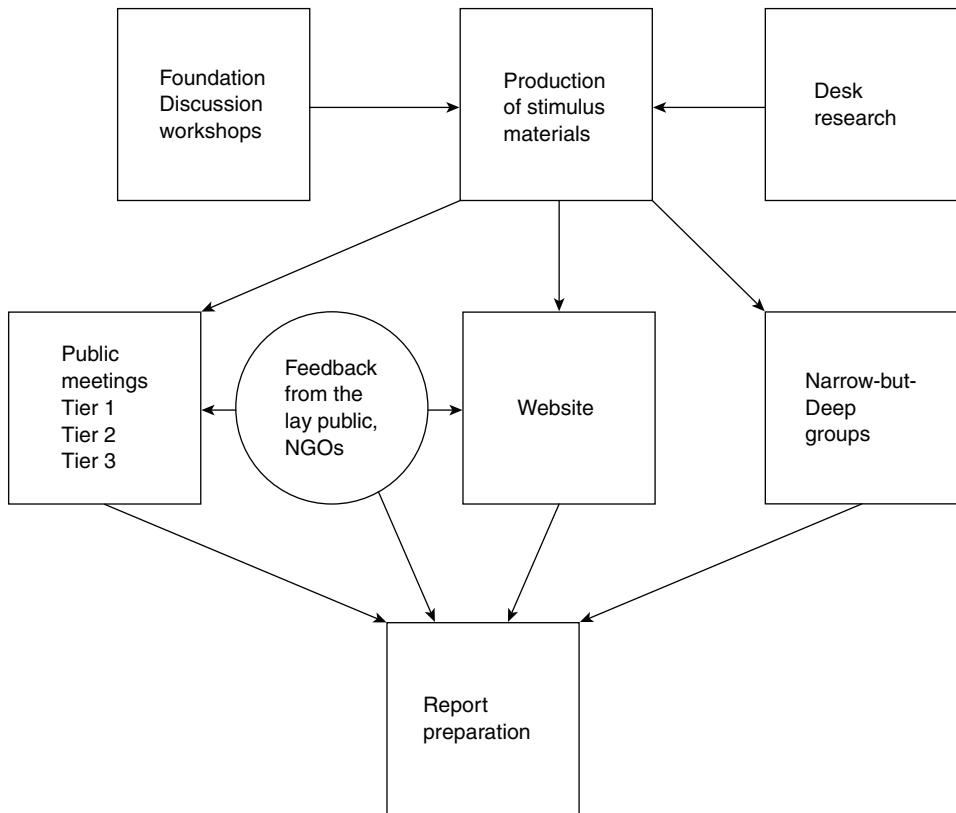 Foundation
Discussion
workshops
Production
of stimulus
materials
Desk
research
Public
meetings
Tier 1
Tier 2
Tier 3
Feedback
from the
lay public,
NGOs
Website
Narrow-but-
Deep
groups
Report
preparation